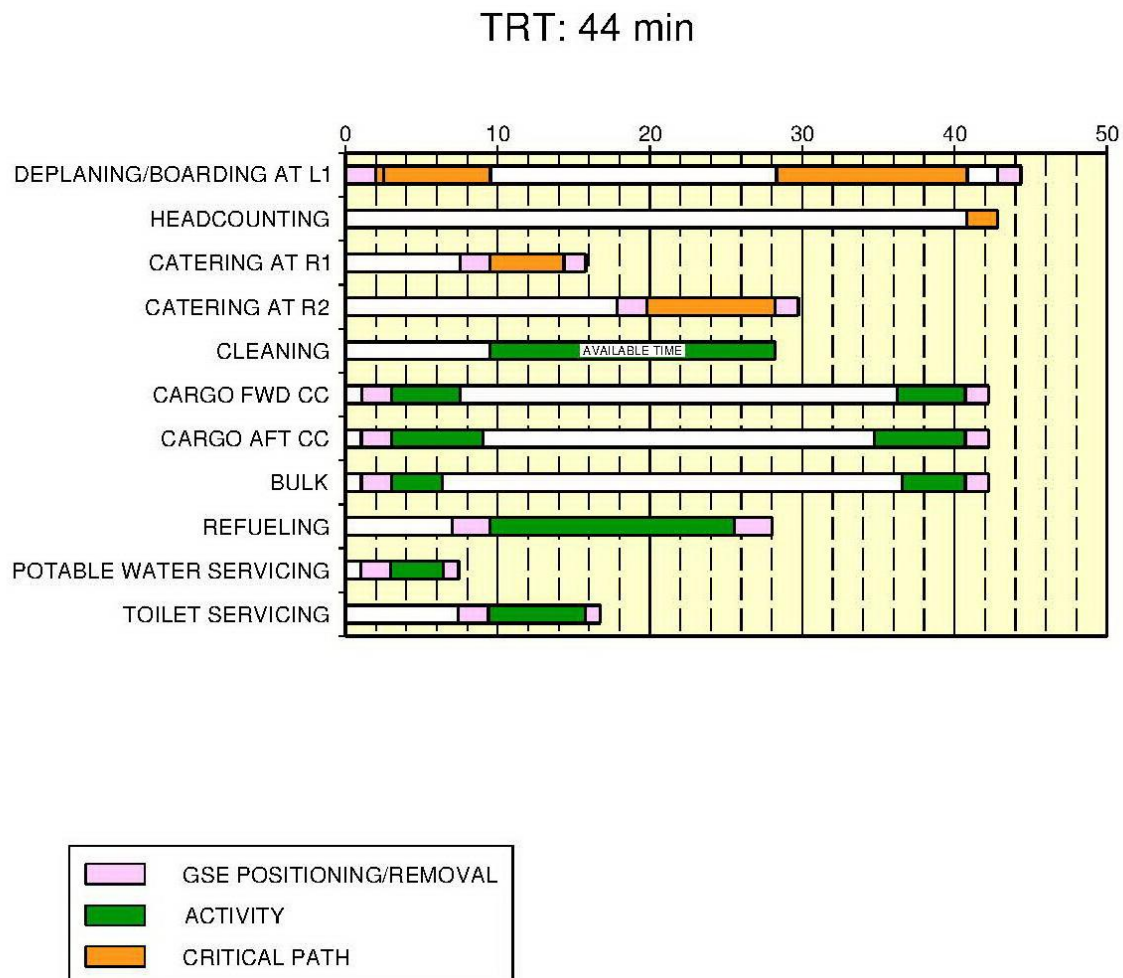 TRT: 44 min
0 10 20 30 40 50
DEPLANING/BOARDING AT L1
HEADCOUNTING
CATERING AT R1
CATERING AT R2
CLEANING
AVAILABLE TIME
CARGO FWD CC
CARGO AFT CC
BULK
REFUELING
POTABLE WATER SERVICING
TOILET SERVICING
GSE POSITIONING/REMOVAL
ACTIVITY
CRITICAL PATH